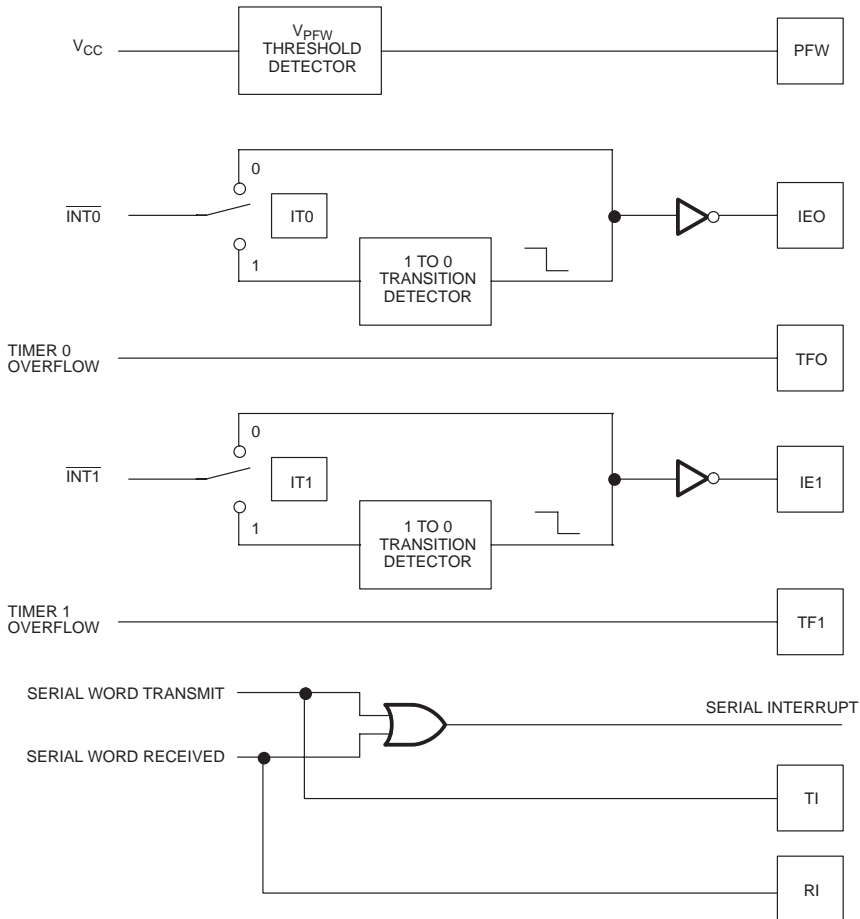 VCC
VPFW
THRESHOLD
DETECTOR
PFW
0
INT0
IT0
IEO
1
1 TO 0
TRANSITION
DETECTOR
TIMER 0
OVERFLOW
TFO
0
INT1
IT1
IE1
1
1 TO 0
TRANSITION
DETECTOR
TIMER 1
OVERFLOW
TF1
SERIAL WORD TRANSMIT
SERIAL INTERRUPT
SERIAL WORD RECEIVED
TI
RI